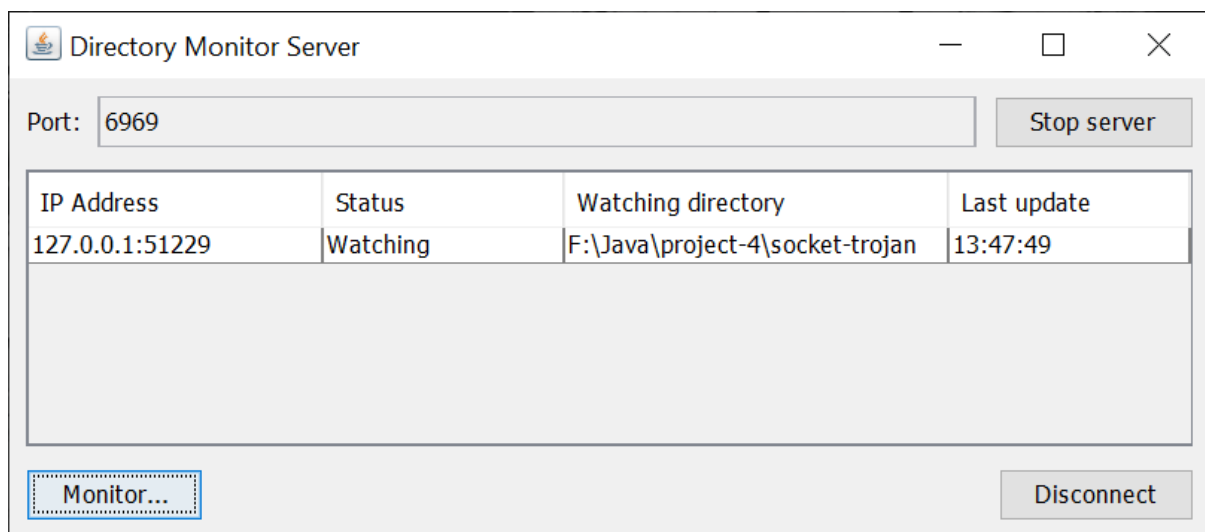 Directory Monitor Server
Port: 6969 Stop server
IP Address Status Watching directory Last update
127.0.0.1:51229 Watching F:\Java\project-4\socket-trojan 13:47:49
Monitor... Disconnect